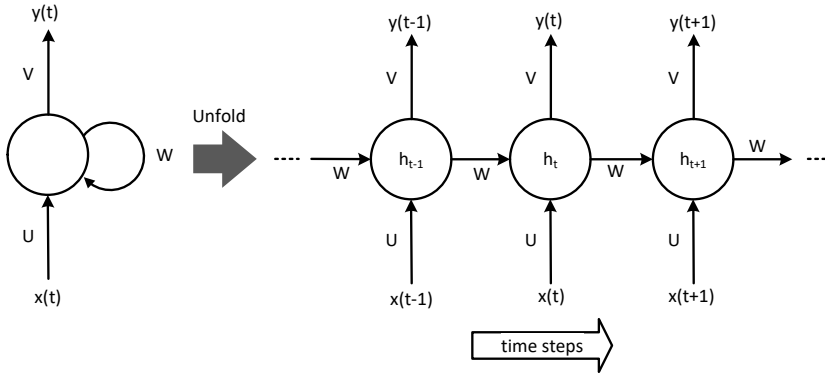 y(t)
V
W
U
x(t)
Unfold
y(t-1) y(t) y(t+1)
V V V
W
h_{t-1} h_t h_{t+1}
W W W
U U U
x(t-1) x(t) x(t+1)
time steps